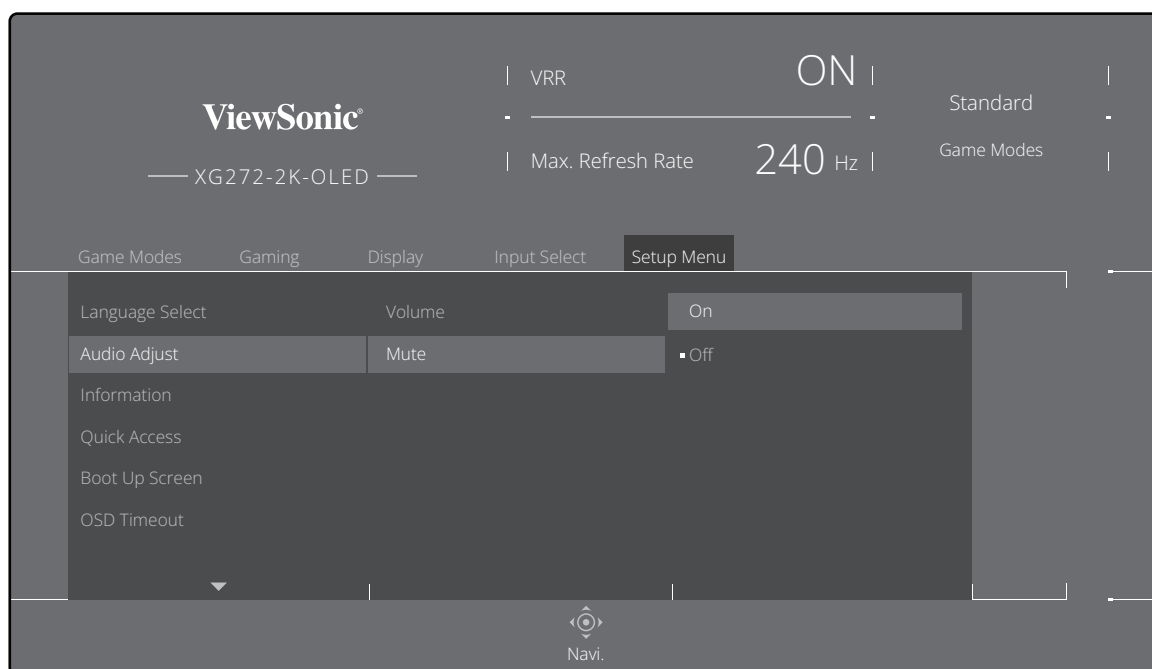 ViewSonic®
XG272-2K-OLED
VRR ON
Max. Refresh Rate 240 Hz
Standard
Game Modes
Game Modes Gaming Display Input Select Setup Menu
Language Select Volume On
Audio Adjust Mute Off
Information
Quick Access
Boot Up Screen
OSD Timeout
Navi.